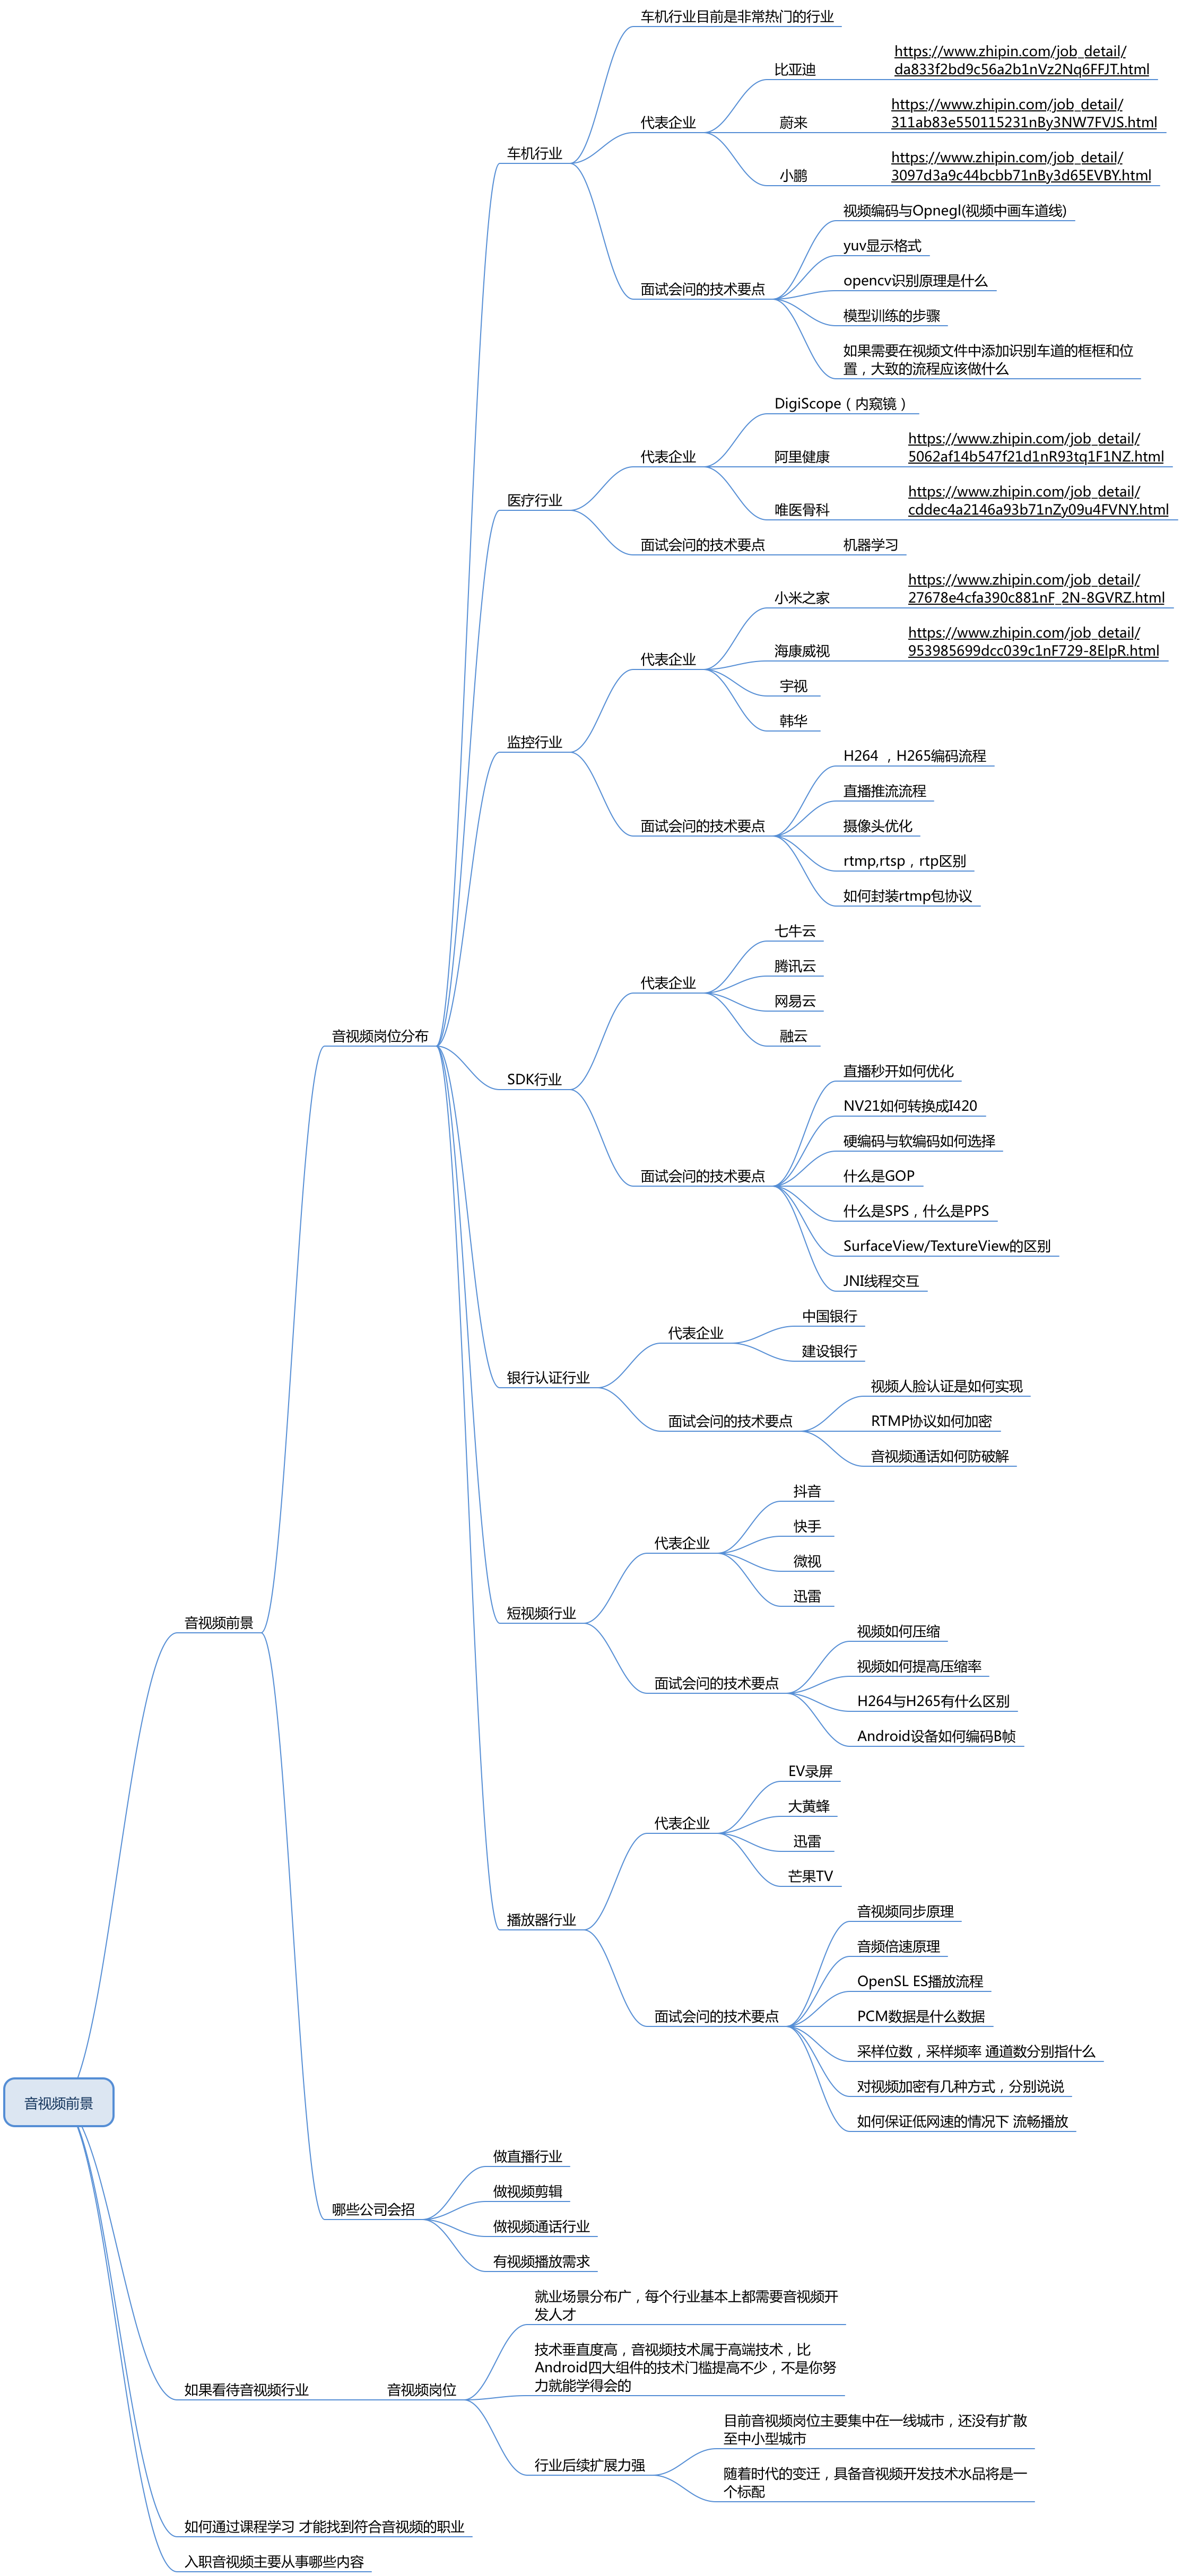 音视频前景
音视频前景
音视频岗位分布
车机行业
车机行业目前是非常热门的行业
代表企业
比亚迪
https://www.zhipin.com/job_detail/
da833f2bd9c56a2b1nVz2Nq6FFJT.html
蔚来
https://www.zhipin.com/job_detail/
311ab83e550115231nBy3NW7FVJS.html
小鹏
https://www.zhipin.com/job_detail/
3097d3a9c44bcbb71nBy3d65EVBY.html
面试会问的技术要点
视频编码与Opnegl(视频中画车道线)
yuv显示格式
opencv识别原理是什么
模型训练的步骤
如果需要在视频文件中添加识别车道的框框和位
置，大致的流程应该做什么
医疗行业
代表企业
DigiScope（内窥镜）
阿里健康
https://www.zhipin.com/job_detail/
5062af14b547f21d1nR93tq1F1NZ.html
唯医骨科
https://www.zhipin.com/job_detail/
cddec4a2146a93b71nZy09u4FVNY.html
面试会问的技术要点
机器学习
监控行业
代表企业
小米之家
https://www.zhipin.com/job_detail/
27678e4cfa390c881nF_2N-8GVRZ.html
海康威视
https://www.zhipin.com/job_detail/
953985699dcc039c1nF729-8ElpR.html
宇视
韩华
面试会问的技术要点
H264 ，H265编码流程
直播推流流程
摄像头优化
rtmp,rtsp，rtp区别
如何封装rtmp包协议
SDK行业
代表企业
七牛云
腾讯云
网易云
融云
面试会问的技术要点
直播秒开如何优化
NV21如何转换成I420
硬编码与软编码如何选择
什么是GOP
什么是SPS，什么是PPS
SurfaceView/TextureView的区别
JNI线程交互
银行认证行业
代表企业
中国银行
建设银行
面试会问的技术要点
视频人脸认证是如何实现
RTMP协议如何加密
音视频通话如何防破解
短视频行业
代表企业
抖音
快手
微视
迅雷
面试会问的技术要点
视频如何压缩
视频如何提高压缩率
H264与H265有什么区别
Android设备如何编码B帧
播放器行业
代表企业
EV录屏
大黄蜂
迅雷
芒果TV
面试会问的技术要点
音视频同步原理
音频倍速原理
OpenSL ES播放流程
PCM数据是什么数据
采样位数，采样频率 通道数分别指什么
对视频加密有几种方式，分别说说
如何保证低网速的情况下 流畅播放
哪些公司会招
做直播行业
做视频剪辑
做视频通话行业
有视频播放需求
如果看待音视频行业
音视频岗位
就业场景分布广，每个行业基本上都需要音视频开
发人才
技术垂直度高，音视频技术属于高端技术，比
Android四大组件的技术门槛提高不少，不是你努
力就能学得会的
行业后续扩展力强
目前音视频岗位主要集中在一线城市，还没有扩散
至中小型城市
随着时代的变迁，具备音视频开发技术水品将是一
个标配
如何通过课程学习 才能找到符合音视频的职业
入职音视频主要从事哪些内容